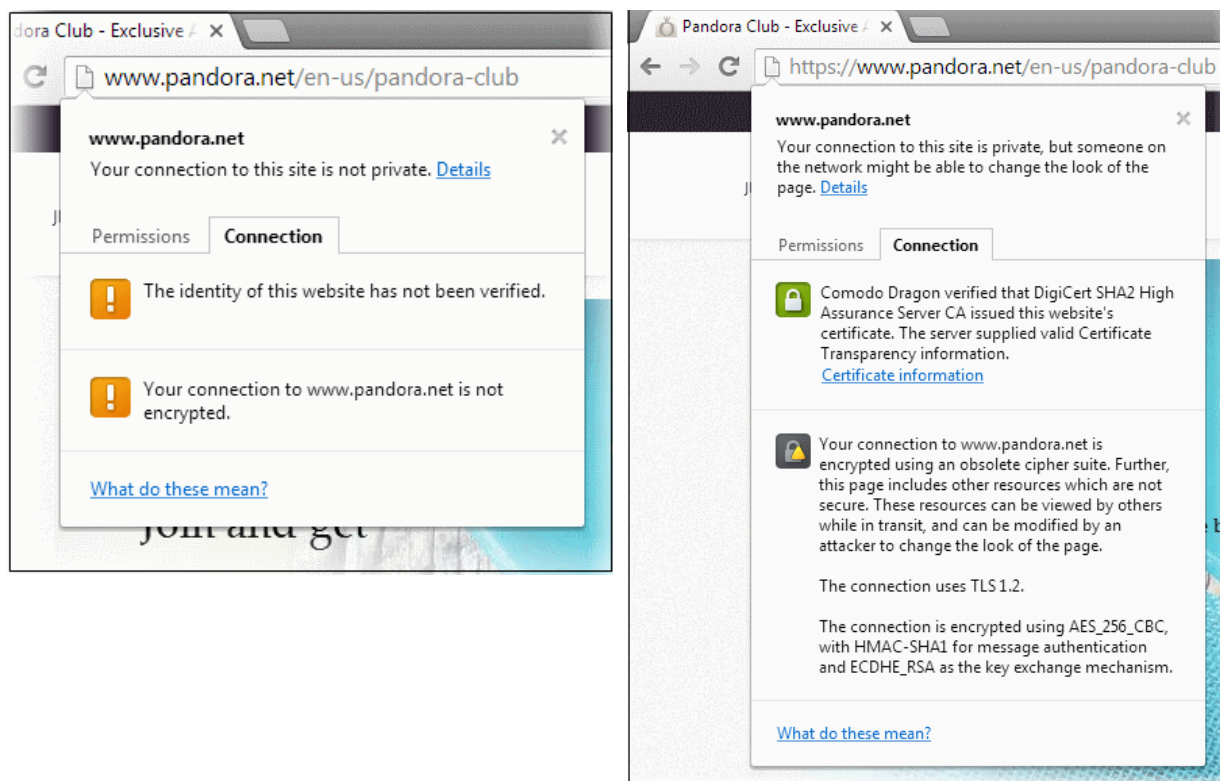 dora Club - Exclusive
www.pandora.net/en-us/pandora-club
www.pandora.net
Your connection to this site is not private. Details
Permissions
Connection
The identity of this website has not been verified.
Your connection to www.pandora.net is not
encrypted.
What do these mean?
Join and get
Pandora Club - Exclusive
https://www.pandora.net/en-us/pandora-club
www.pandora.net
Your connection to this site is private, but someone on
the network might be able to change the look of the
page. Details
Permissions
Connection
Comodo Dragon verified that DigiCert SHA2 High
Assurance Server CA issued this website's
certificate. The server supplied valid Certificate
Transparency information.
Certificate information
Your connection to www.pandora.net is
encrypted using an obsolete cipher suite. Further,
this page includes other resources which are not
secure. These resources can be viewed by others
while in transit, and can be modified by an
attacker to change the look of the page.
The connection uses TLS 1.2.
The connection is encrypted using AES_256_CBC,
with HMAC-SHA1 for message authentication
and ECDHE_RSA as the key exchange mechanism.
What do these mean?